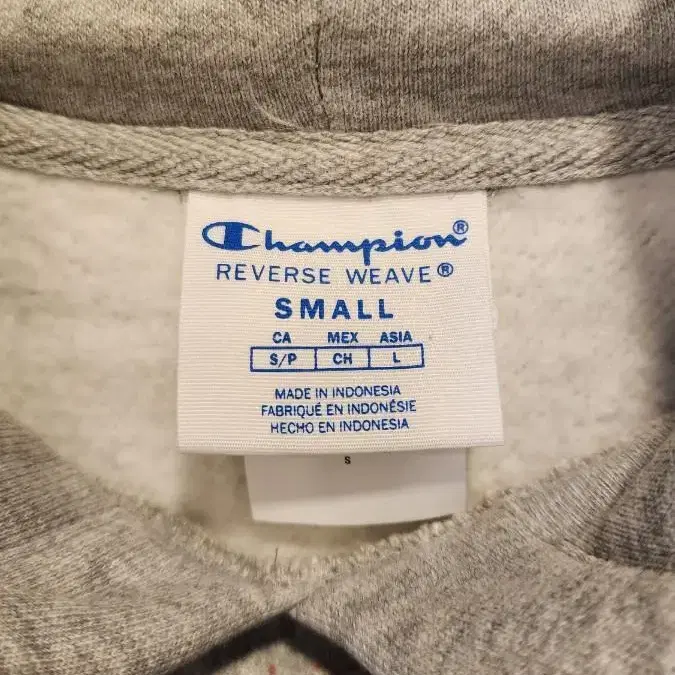 Champion®
REVERSE WEAVE®
SMALL
CA MEX ASIA
S/P CH L
MADE IN INDONESIA
FABRIQUÉ EN INDONÉSIE
HECHO EN INDONESIA
S